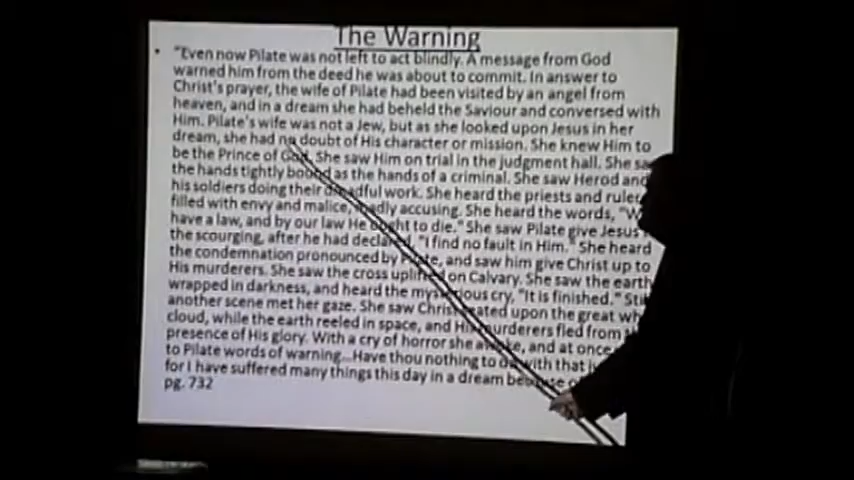 The Warning
• "Even now Pilate was not left to act blindly. A message from God
warned him from the deed he was about to commit. In answer to
Christ's prayer, the wife of Pilate had been visited by an angel from
heaven, and in a dream she had beheld the Saviour and conversed with
Him. Pilate's wife was not a Jew, but as she looked upon Jesus in her
dream, she had no doubt of His character or mission. She knew Him to
be the Prince of God. She saw Him on trial in the judgment hall. She
the hands tightly bound as the hands of a criminal. She saw Herod and
his soldiers doing their dreadful work. She heard the priests and
filled with envy and malice, madly accusing. She heard the words,
have a law, and by our law He ought to die." She saw Pilate give Jesus
the scourging, after he had declared, "I find no fault in Him." She heard
the condemnation pronounced by Pilate, and saw him give Christ up to
His murderers. She saw the cross uplifted on Calvary. She saw the earth
wrapped in darkness, and heard the mysterious cry, "It is finished."
another scene met her gaze. She saw Christ seated upon the great
cloud, while the earth reeled in space, and His murderers fled from
presence of His glory. With a cry of horror she awoke, and at once
to Pilate words of warning...Have thou nothing to do with that
for I have suffered many things this day in a dream because
pg. 732